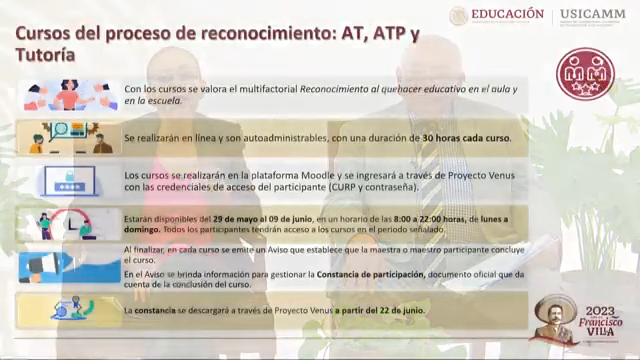 EDUCACIÓN
USICAMM
Cursos del proceso de reconocimiento: AT, ATP y
Tutoría
Con los cursos se valora el multifactorial Reconocimiento al quehacer educativo en el aula y
en la escuela.
Se realizarán en línea y son autoadministrables, con una duración de 30 horas cada curso.
Los cursos se realizarán en la plataforma Moodle y se ingresará a través de Proyecto Venus
con las credenciales de acceso del participante (CURP y contraseña).
Estarán disponibles del 29 de mayo al 09 de junio, en un horario de las 8:00 a 22:00 horas, de lunes a
domingo. Todos los participantes tendrán acceso a los cursos en el periodo señalado.
Al finalizar, en cada curso se emite un Aviso que establece que la maestra o maestro participante concluye
el curso.
En el Aviso se brinda información para gestionar la Constancia de participación, documento oficial que da
cuenta de la conclusión del curso.
La constancia se descargará a través de Proyecto Venus a partir del 22 de junio.
2023
Francisco
VILLA